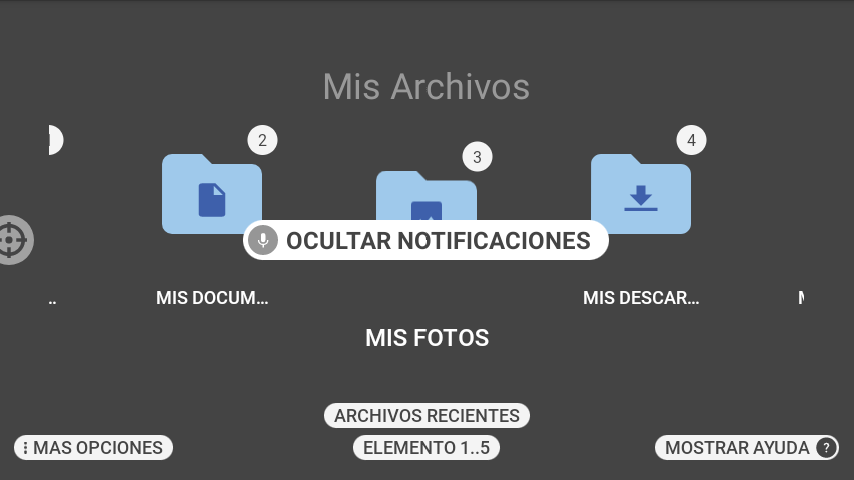 Mis Archivos
2
3
4
OCULTAR NOTIFICACIONES
..
MIS DOCUM...
MIS DESCAR...
MIS FOTOS
ARCHIVOS RECIENTES
MAS OPCIONES
ELEMENTO 1..5
MOSTRAR AYUDA ?